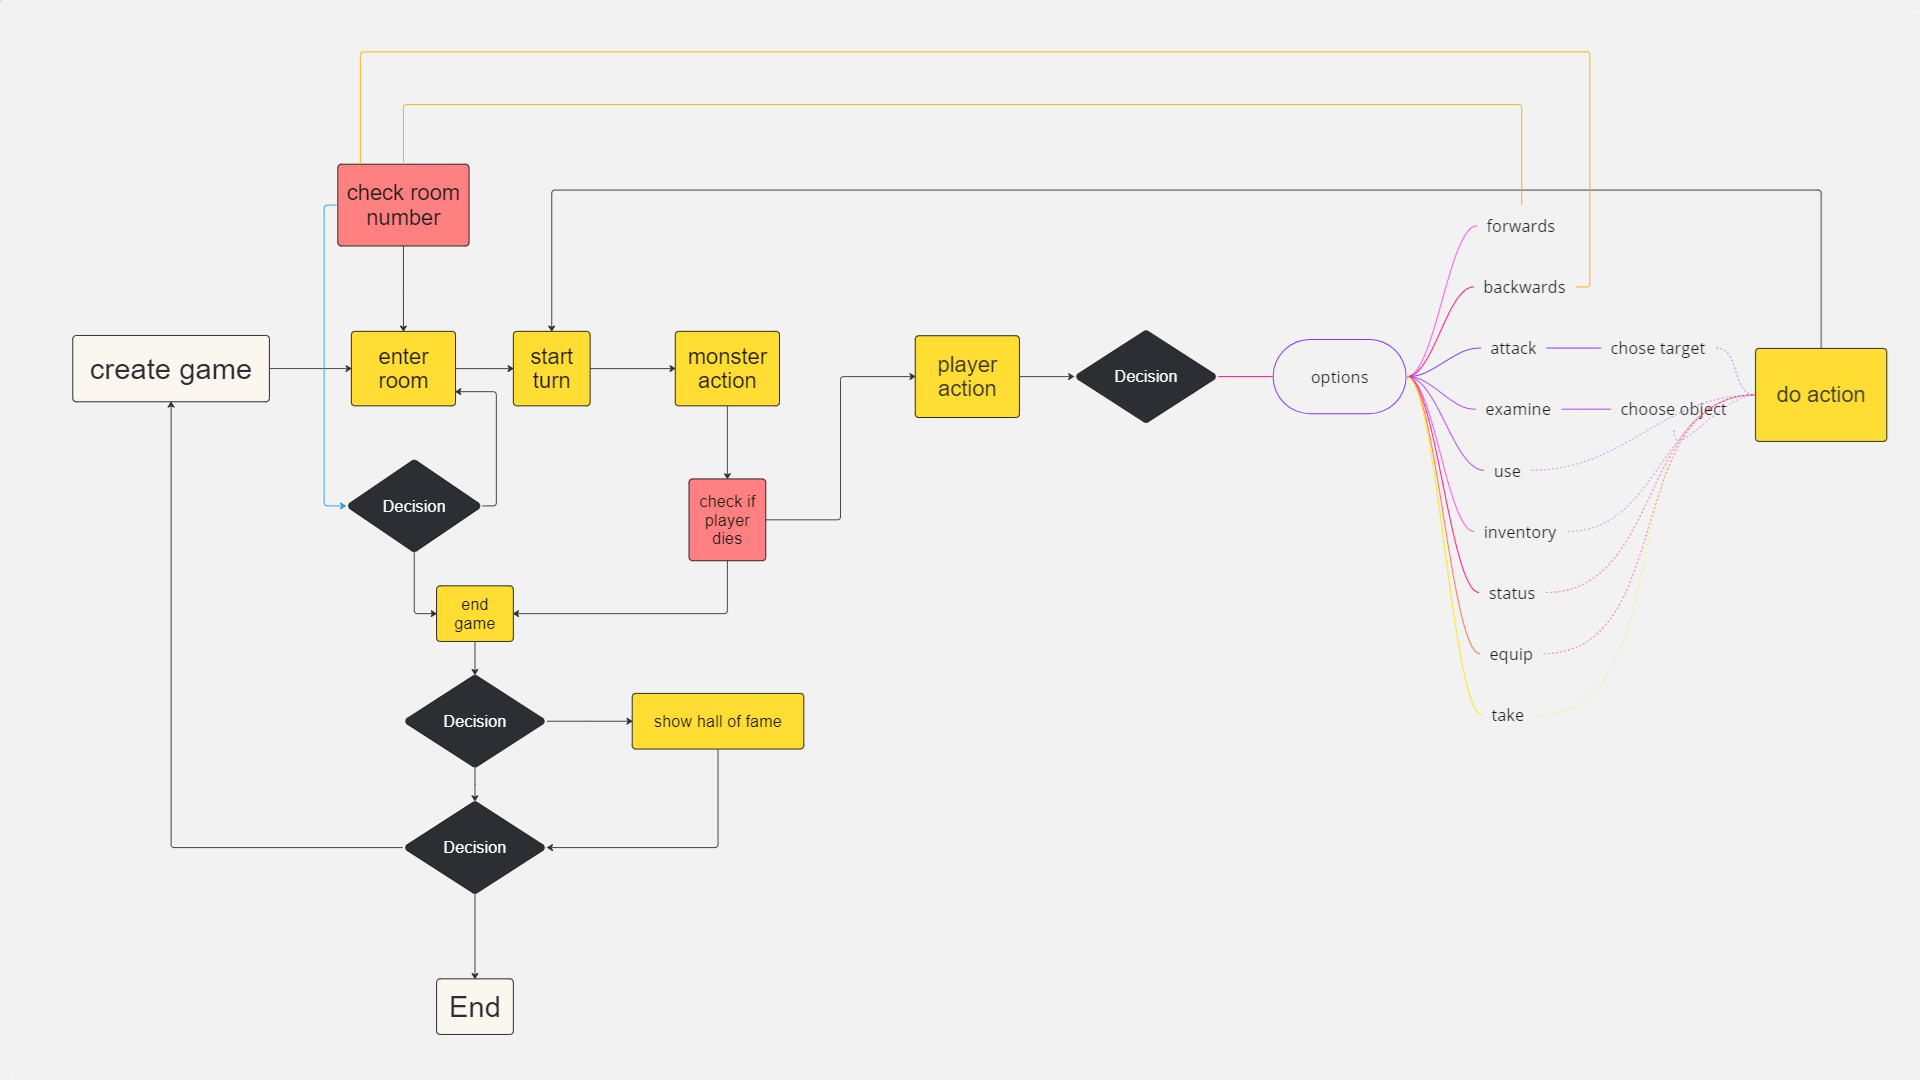 check room
number
forwards
backwards
create game
enter
room
start
turn
monster
action
player
action
Decision
options
attack
chose target
do action
examine
choose object
use
Decision
check if
player
dies
inventory
status
end
game
equip
take
Decision
show hall of fame
Decision
End